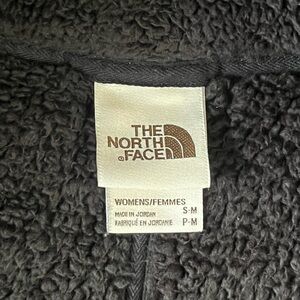 THE
NORTH
FACE
WOMENS/FEMMES
MADE IN JORDAN S-M
FABRIQUÉ EN JORDANIE P-M